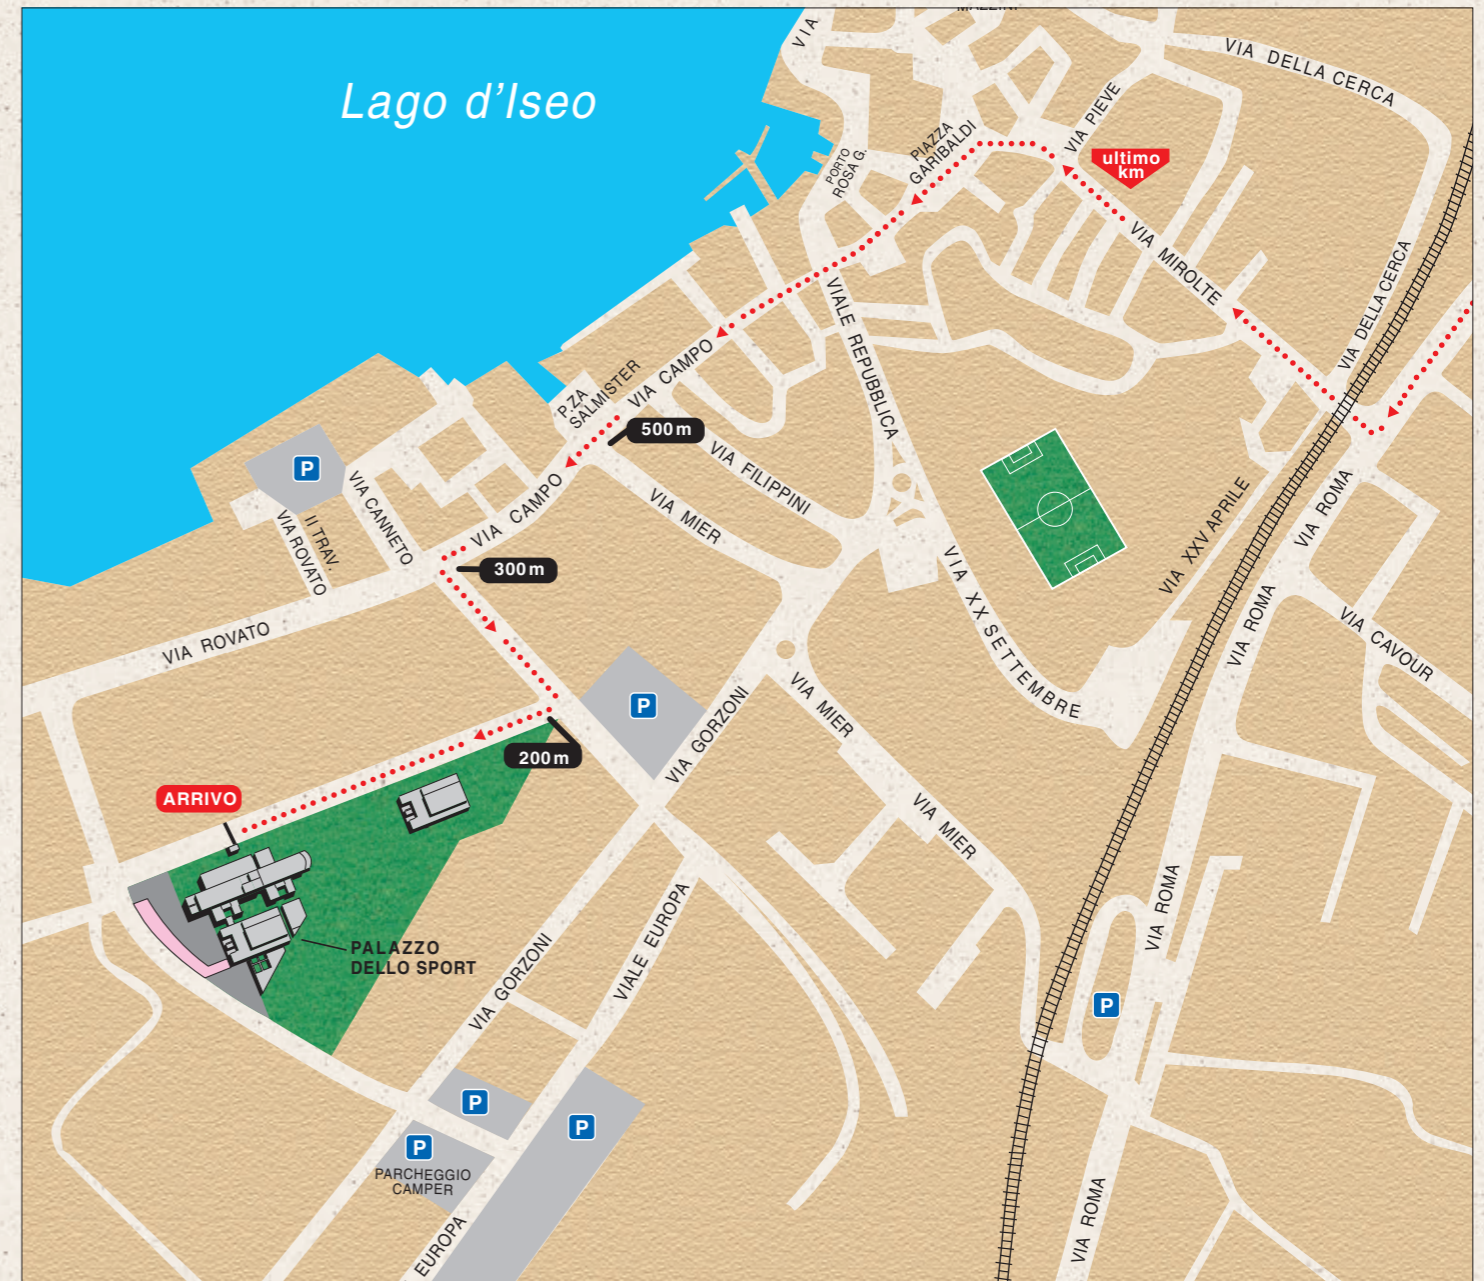 MAZZINI
VIA
VIA DELLA CERCA
Lago d’Iseo
VIA PIEVE
PIAZZA
GARIBALDI
PORTO
ROSA G.
ultimo
km
VIA MIROLTE
VIA DELLA CERCA
VIALE REPUBBLICA
P.ZA
SALMISTER
VIA CAMPO
500 m
VIA FILIPPINI
P
VIA CANNETO
VIA CAMPO
VIA MIER
II TRAV.
VIA ROVATO
300 m
VIA XXV APRILE
VIA ROMA
VIA XX SETTEMBRE
VIA ROMA
VIA CAVOUR
VIA ROVATO
P
VIA GORZONI
VIA MIER
200 m
ARRIVO
VIA MIER
PALAZZO
DELLO SPORT
VIA GORZONI
VIALE EUROPA
VIA ROMA
P
P
P
P
PARCHEGGIO
CAMPER
EUROPA
VIA ROMA